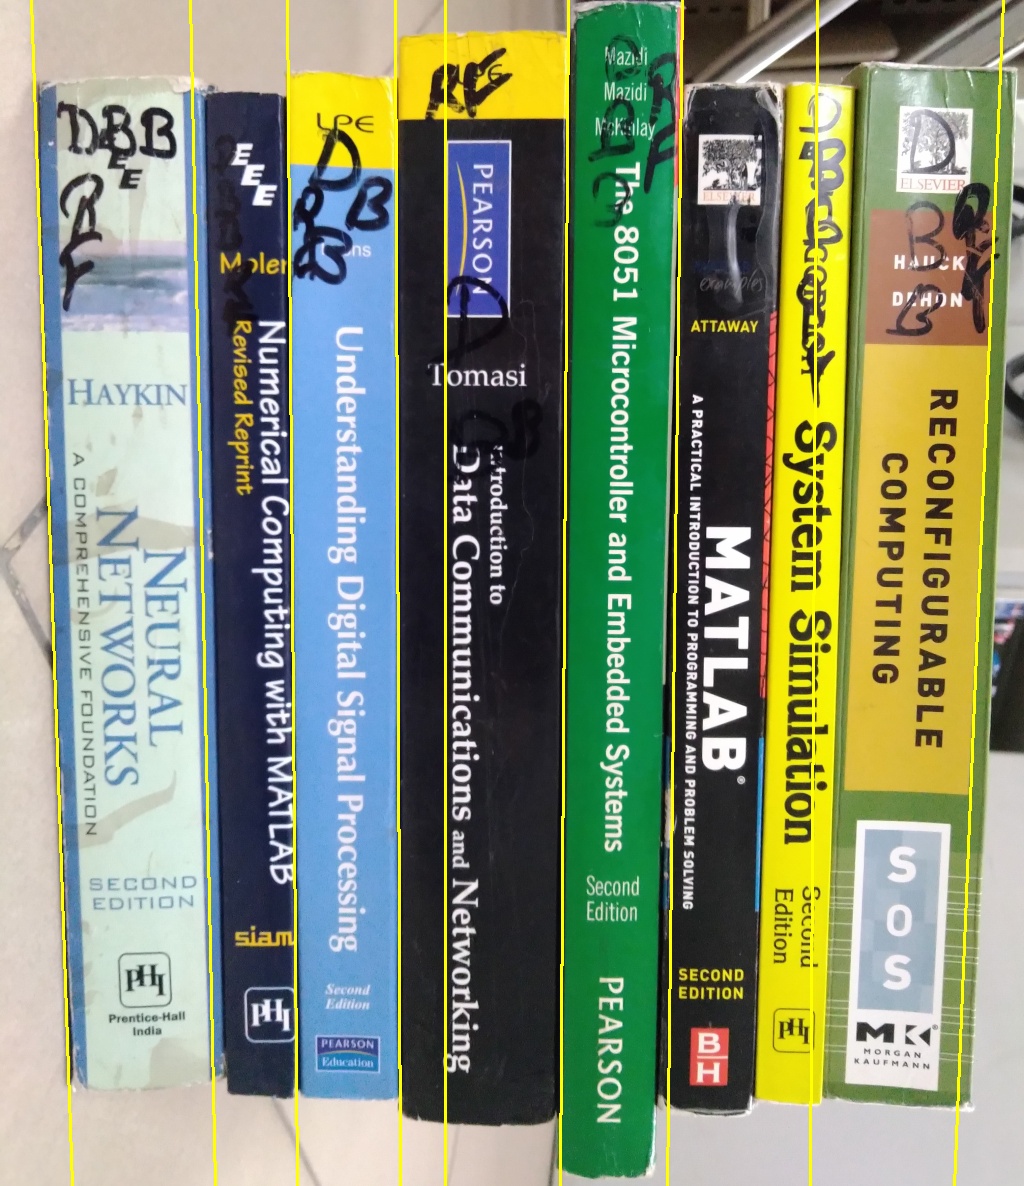 DBB
EEE
R
F
HAYKIN
NEURAL
NETWORKS
A COMPREHENSIVE FOUNDATION
SECOND
EDITION
PHI
Prentice-Hall
India
EEE
Moler
Numerical Computing with MATLAB
Revised Reprint
siam
PHI
LPE
D
B
Understanding Digital Signal Processing
Second
Edition
PEARSON
Education
PEARSON
Tomasi
Introduction to
Data Communications and Networking
Mazidi
Mazidi
McKinlay
The 8051 Microcontroller and Embedded Systems
Second
Edition
PEARSON
ELSEVIER
ATTAWAY
MATLAB®
A PRACTICAL INTRODUCTION TO PROGRAMMING AND PROBLEM SOLVING
SECOND
EDITION
B
H
System Simulation
Second
Edition
PHI
D
ELSEVIER
B
HAUCK
DEHON
B
RECONFIGURABLE
COMPUTING
SOS
MK®
MORGAN
KAUFMANN